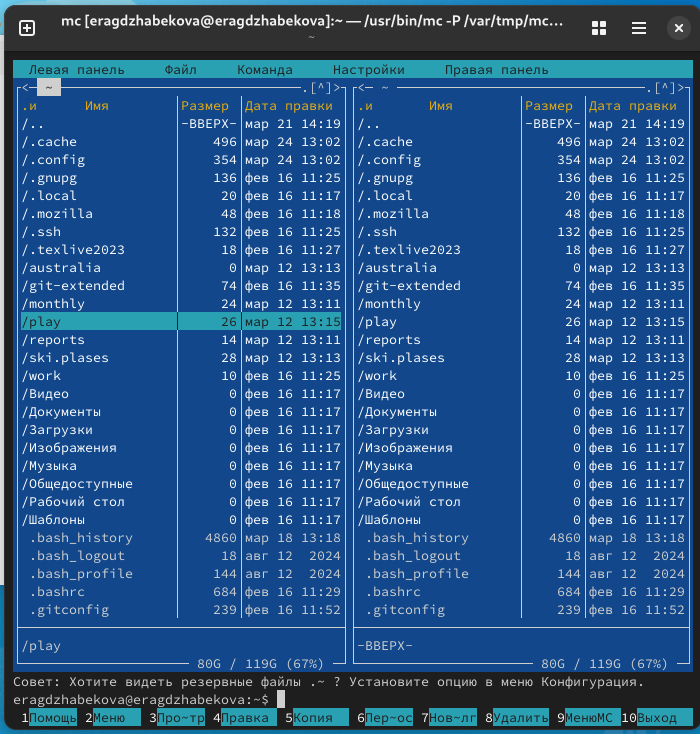 mc [eragdzhabekova@eragdzhabekova]:~ — /usr/bin/mc -P /var/tmp/mc…
~
Левая панель Файл Команда Настройки Правая панель
<─ ~ .[^]> <─ ~ .[^]>
.и Имя Размер Дата правки .и Имя Размер Дата правки
/.. -ВВЕРХ- мар 21 14:19 /.. -ВВЕРХ- мар 21 14:19
/.cache 496 мар 24 13:02 /.cache 496 мар 24 13:02
/.config 354 мар 24 13:02 /.config 354 мар 24 13:02
/.gnupg 136 фев 16 11:25 /.gnupg 136 фев 16 11:25
/.local 20 фев 16 11:17 /.local 20 фев 16 11:17
/.mozilla 48 фев 16 11:18 /.mozilla 48 фев 16 11:18
/.ssh 132 фев 16 11:25 /.ssh 132 фев 16 11:25
/.texlive2023 18 фев 16 11:27 /.texlive2023 18 фев 16 11:27
/australia 0 мар 12 13:13 /australia 0 мар 12 13:13
/git-extended 74 фев 16 11:35 /git-extended 74 фев 16 11:35
/monthly 24 мар 12 13:11 /monthly 24 мар 12 13:11
/play 26 мар 12 13:15 /play 26 мар 12 13:15
/reports 14 мар 12 13:11 /reports 14 мар 12 13:11
/ski.plases 28 мар 12 13:13 /ski.plases 28 мар 12 13:13
/work 10 фев 16 11:25 /work 10 фев 16 11:25
/Видео 0 фев 16 11:17 /Видео 0 фев 16 11:17
/Документы 0 фев 16 11:17 /Документы 0 фев 16 11:17
/Загрузки 0 фев 16 11:17 /Загрузки 0 фев 16 11:17
/Изображения 0 фев 16 11:17 /Изображения 0 фев 16 11:17
/Музыка 0 фев 16 11:17 /Музыка 0 фев 16 11:17
/Общедоступные 0 фев 16 11:17 /Общедоступные 0 фев 16 11:17
/Рабочий стол 0 фев 16 11:17 /Рабочий стол 0 фев 16 11:17
/Шаблоны 0 фев 16 11:17 /Шаблоны 0 фев 16 11:17
.bash_history 4860 мар 18 13:18 .bash_history 4860 мар 18 13:18
.bash_logout 18 авг 12 2024 .bash_logout 18 авг 12 2024
.bash_profile 144 авг 12 2024 .bash_profile 144 авг 12 2024
.bashrc 684 фев 16 11:29 .bashrc 684 фев 16 11:29
.gitconfig 239 фев 16 11:52 .gitconfig 239 фев 16 11:52
/play -ВВЕРХ-
80G / 119G (67%) 80G / 119G (67%)
Совет: Хотите видеть резервные файлы .~ ? Установите опцию в меню Конфигурация.
eragdzhabekova@eragdzhabekova:~$
1Помощь 2Меню 3Про~тр 4Правка 5Копия 6Пер~ос 7Нов~лг 8Удалить 9МенюMC 10Выход